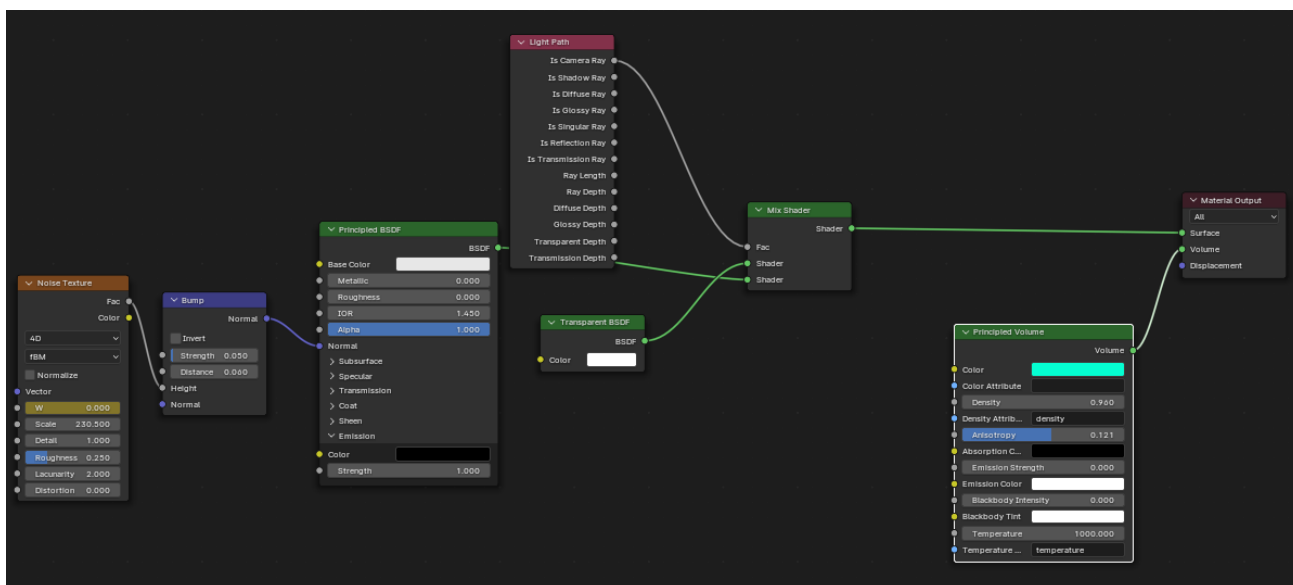 Light Path
Is Camera Ray
Is Shadow Ray
Is Diffuse Ray
Is Glossy Ray
Is Singular Ray
Is Reflection Ray
Is Transmission Ray
Ray Length
Ray Depth
Diffuse Depth
Glossy Depth
Transparent Depth
Transmission Depth
Noise Texture
Fac
Color
4D
fBM
Normalize
Vector
W 0.000
Scale 230.500
Detail 1.000
Roughness 0.250
Lacunarity 2.000
Distortion 0.000
Bump
Normal
Invert
Strength 0.050
Distance 0.060
Height
Normal
Principled BSDF
BSDF
Base Color
Metallic 0.000
Roughness 0.000
IOR 1.450
Alpha 1.000
Normal
Subsurface
Specular
Transmission
Coat
Sheen
Emission
Color
Strength 1.000
Transparent BSDF
BSDF
Color
Mix Shader
Shader
Fac
Shader
Shader
Principled Volume
Volume
Color
Color Attribute
Density 0.960
Density Attrib... density
Anisotropy 0.121
Absorption C...
Emission Strength 0.000
Emission Color
Blackbody Intensity 0.000
Blackbody Tint
Temperature 1000.000
Temperature ... temperature
Material Output
All
Surface
Volume
Displacement